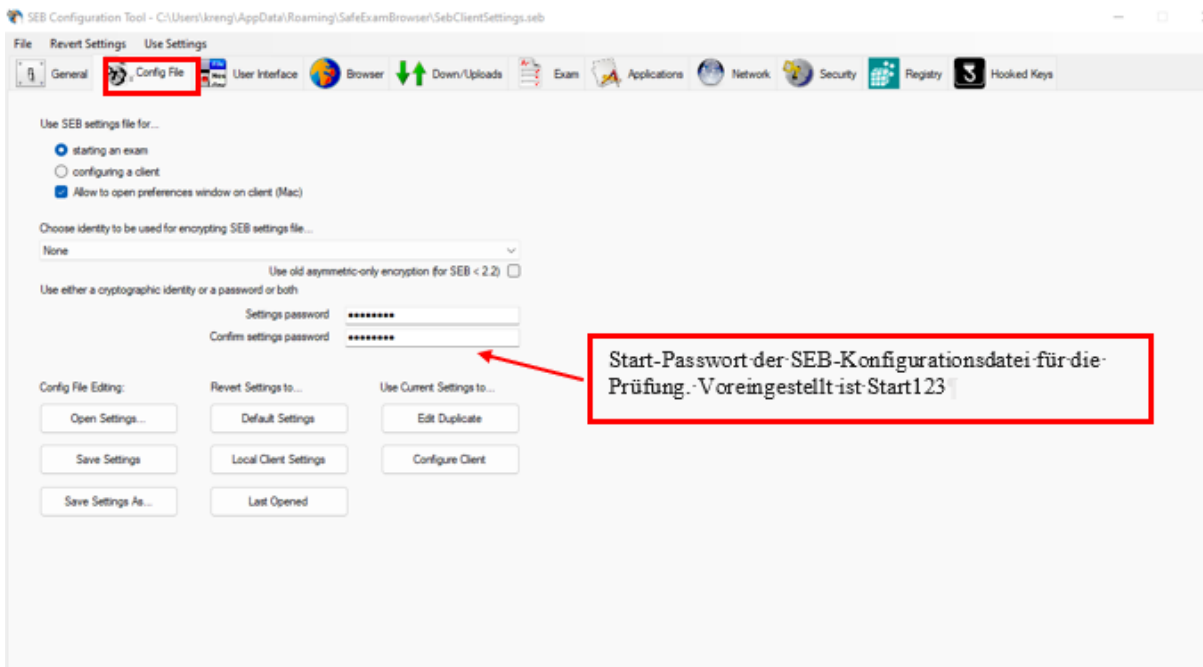 SEB Configuration Tool - C:\Users\kreng\AppData\Roaming\SafeExamBrowser\SebClientSettings.seb
File Revert Settings Use Settings
General Config File User Interface Browser Down/Uploads Exam Applications Network Security Registry Hooked Keys
Use SEB settings file for...
starting an exam
configuring a client
Allow to open preferences window on client (Mac)
Choose identity to be used for encrypting SEB settings file...
None
Use old asymmetric-only encryption (for SEB < 2.2)
Use either a cryptographic identity or a password or both
Settings password ••••••••
Confirm settings password ••••••••
Start-Passwort·der·SEB-Konfigurationsdatei·für·die·
Prüfung.·Voreingestellt·ist·Start123¶
Config File Editing: Revert Settings to... Use Current Settings to...
Open Settings... Default Settings Edit Duplicate
Save Settings Local Client Settings Configure Client
Save Settings As... Last Opened